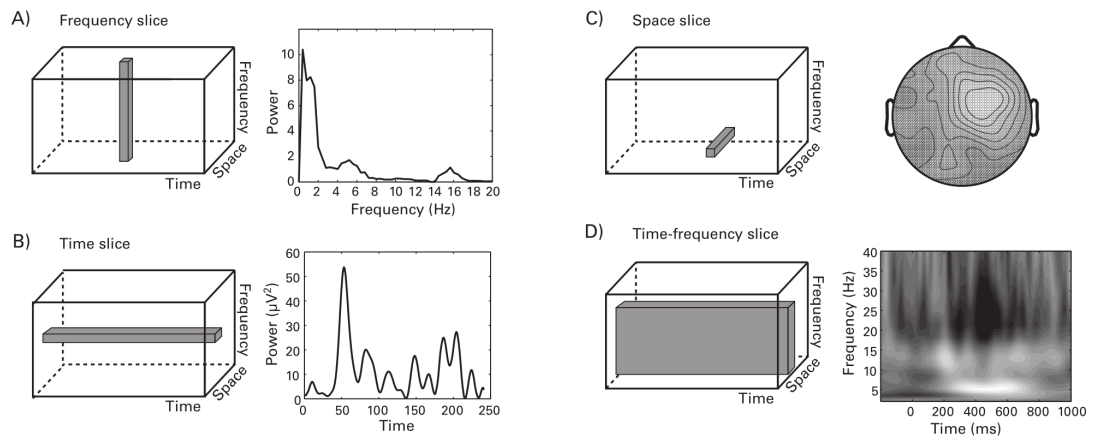 A) Frequency slice
Frequency
Space
Time
Power
10
8
6
4
2
0
0 2 4 6 8 10 12 14 16 18 20
Frequency (Hz)
B) Time slice
Frequency
Space
Time
Power (µV²)
60
50
40
30
20
10
0
0 50 100 150 200 250
Time
C) Space slice
Frequency
Space
Time
D) Time-frequency slice
Frequency
Space
Time
Frequency (Hz)
40
35
30
25
20
15
10
5
0 200 400 600 800 1000
Time (ms)